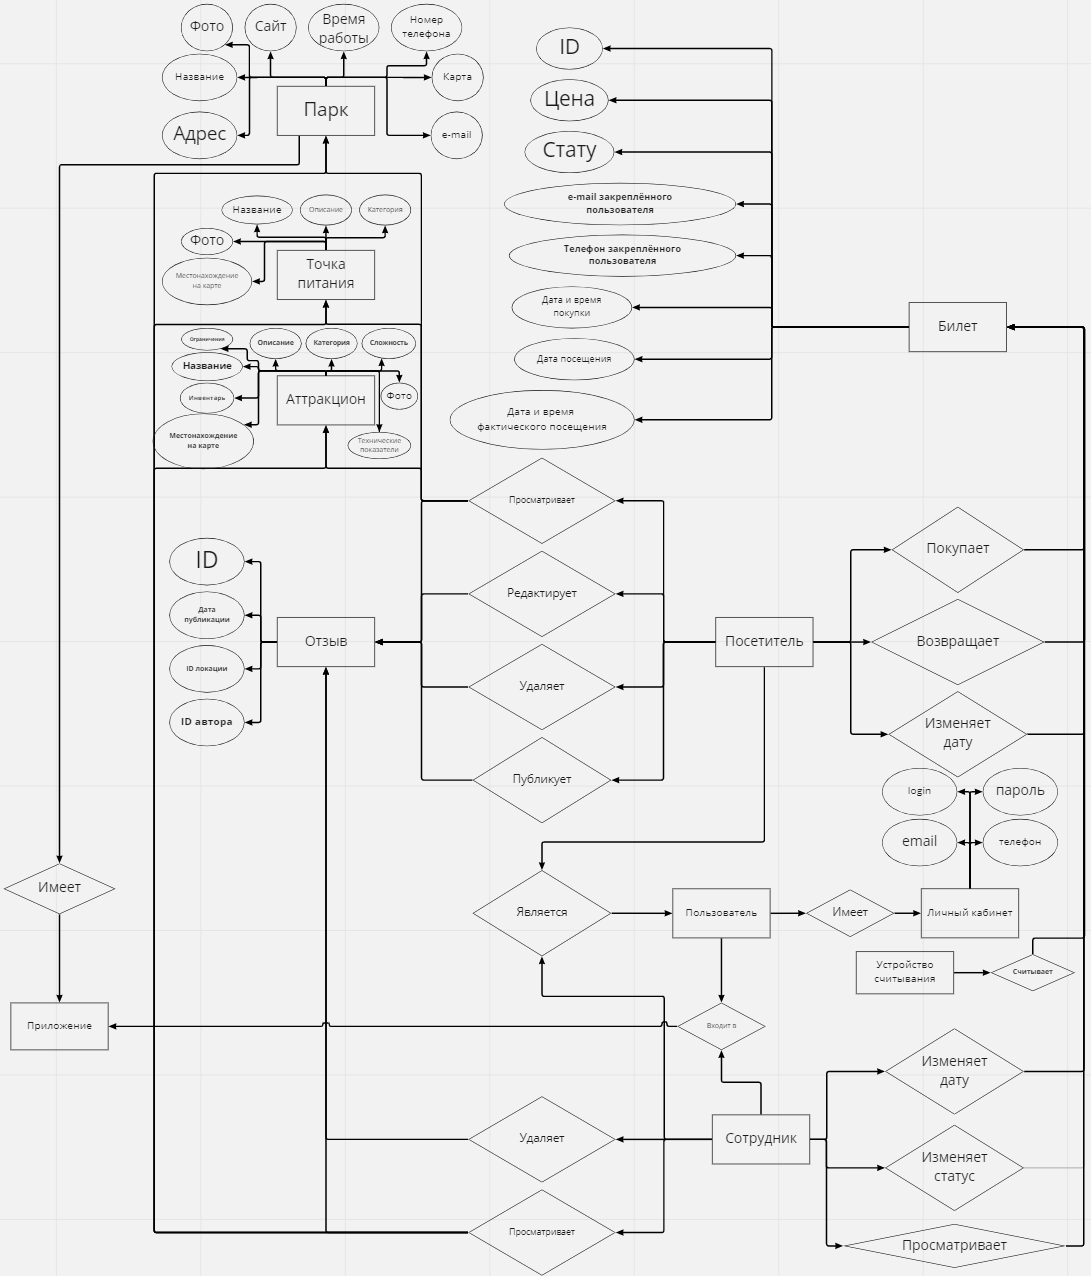 Фото
Сайт
Время
работы
Номер
телефона
Название
Карта
Парк
Адрес
e-mail
ID
Цена
Стату
e-mail закреплённого
пользователя
Телефон закреплённого
пользователя
Дата и время
покупки
Дата посещения
Дата и время
фактического посещения
Билет
Название
Описание
Категория
Фото
Точка
питания
Местонахождение
на карте
Ограничения
Описание
Категория
Сложность
Название
Инвентарь
Аттракцион
Фото
Местонахождение
на карте
Технические
показатели
Просматривает
Редактирует
Удаляет
Публикует
ID
Дата
публикации
ID локации
ID автора
Отзыв
Посетитель
Покупает
Возвращает
Изменяет
дату
login
пароль
email
телефон
Имеет
Является
Пользователь
Имеет
Личный кабинет
Устройство
считывания
Считывает
Приложение
Входит в
Изменяет
дату
Удаляет
Сотрудник
Изменяет
статус
Просматривает
Просматривает